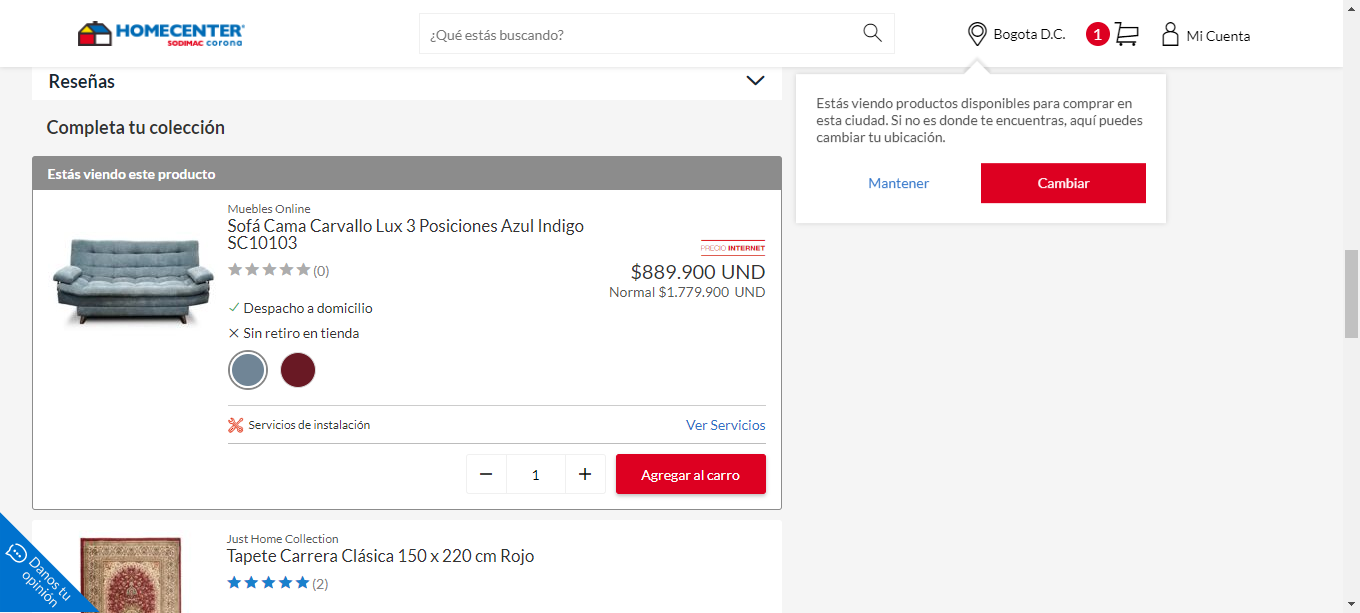 HOMECENTER
SODIMAC corona
¿Qué estás buscando?
Bogota D.C.
1
Mi Cuenta
Reseñas
Estás viendo productos disponibles para comprar en
esta ciudad. Si no es donde te encuentras, aquí puedes
cambiar tu ubicación.
Mantener
Cambiar
Completa tu colección
Estás viendo este producto
Muebles Online
Sofá Cama Carvallo Lux 3 Posiciones Azul Indigo
SC10103
(0)
PRECIO INTERNET
$889.900 UND
Normal $1.779.900 UND
Despacho a domicilio
Sin retiro en tienda
Servicios de instalación
Ver Servicios
1
Agregar al carro
Just Home Collection
Tapete Carrera Clásica 150 x 220 cm Rojo
(2)
Danos tu
opinión